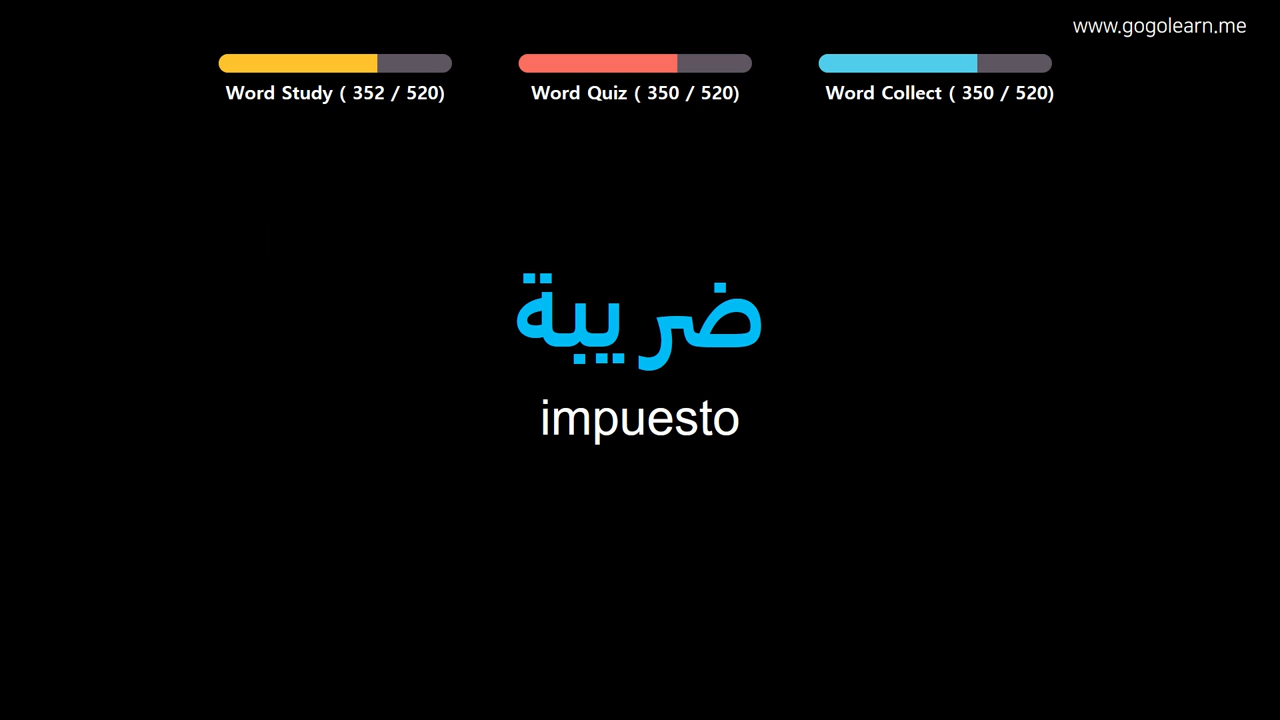 www.gogolearn.me
Word Study ( 352 / 520)
Word Quiz ( 350 / 520)
Word Collect ( 350 / 520)
ضريبة
impuesto